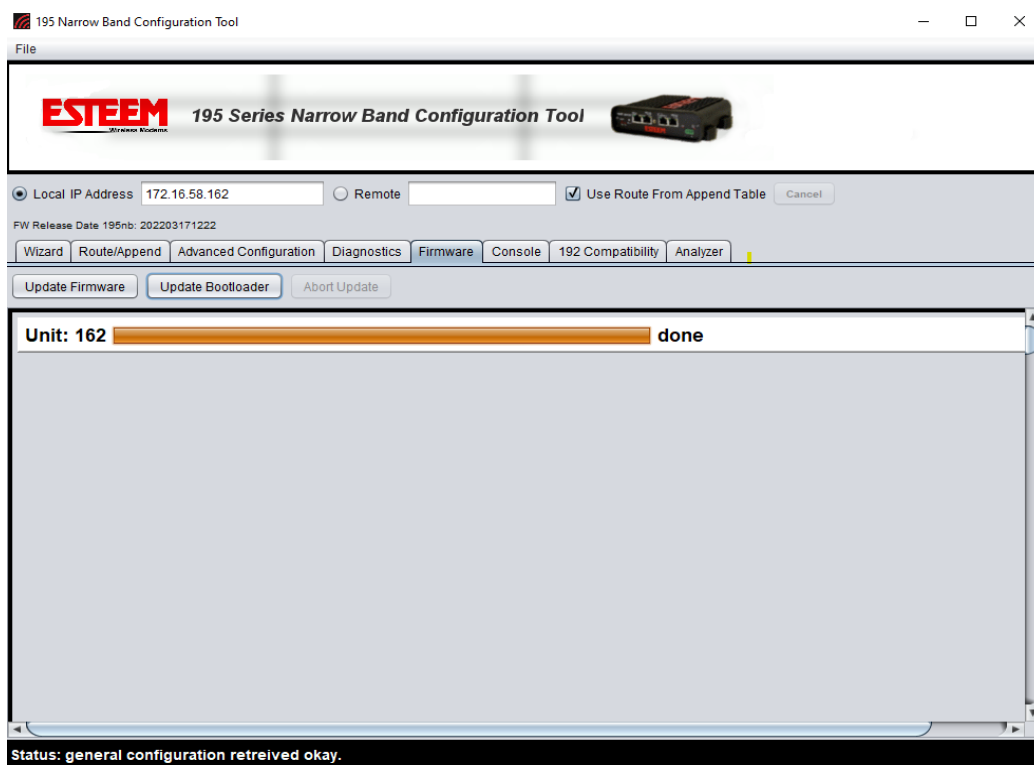 195 Narrow Band Configuration Tool
File
ESTEEM
Wireless Modems
195 Series Narrow Band Configuration Tool
Local IP Address 172.16.58.162 Remote Use Route From Append Table Cancel
FW Release Date 195nb: 202203171222
Wizard Route/Append Advanced Configuration Diagnostics Firmware Console 192 Compatibility Analyzer
Update Firmware Update Bootloader Abort Update
Unit: 162 done
Status: general configuration retreived okay.